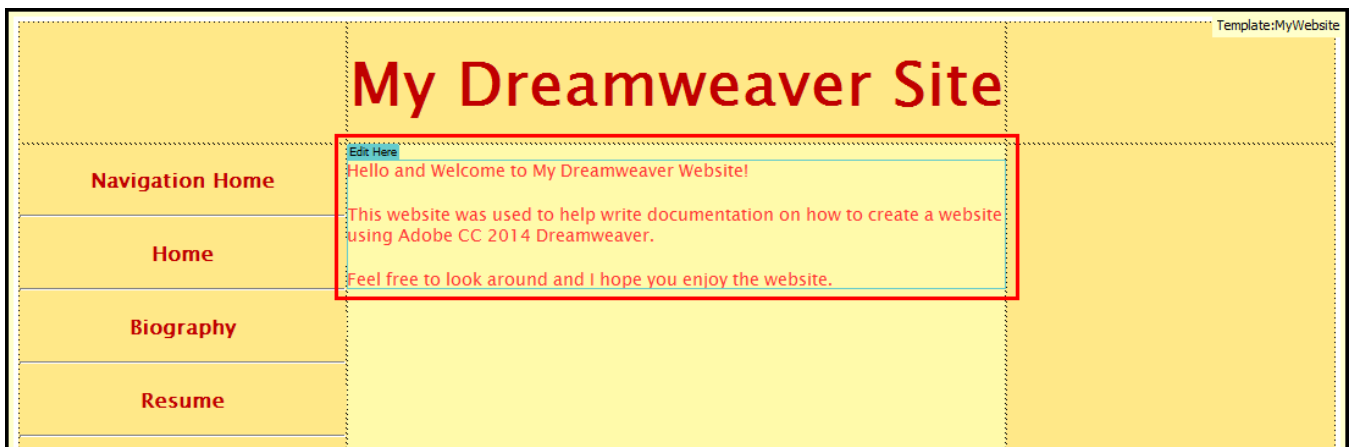 Template:MyWebsite
My Dreamweaver Site
Navigation Home
Home
Biography
Resume
Edit Here
Hello and Welcome to My Dreamweaver Website!
This website was used to help write documentation on how to create a website
using Adobe CC 2014 Dreamweaver.
Feel free to look around and I hope you enjoy the website.